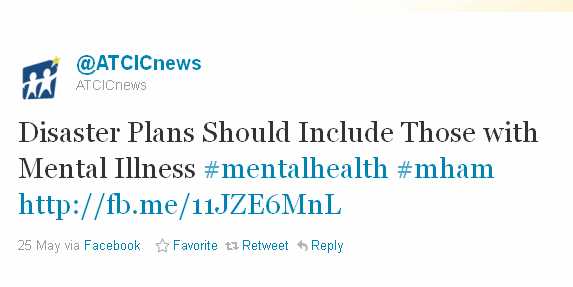 @ATCICnews
ATCICnews
Disaster Plans Should Include Those with
Mental Illness #mentalhealth #mham
http://fb.me/11JZE6MnL
25 May via Facebook Favorite Retweet Reply